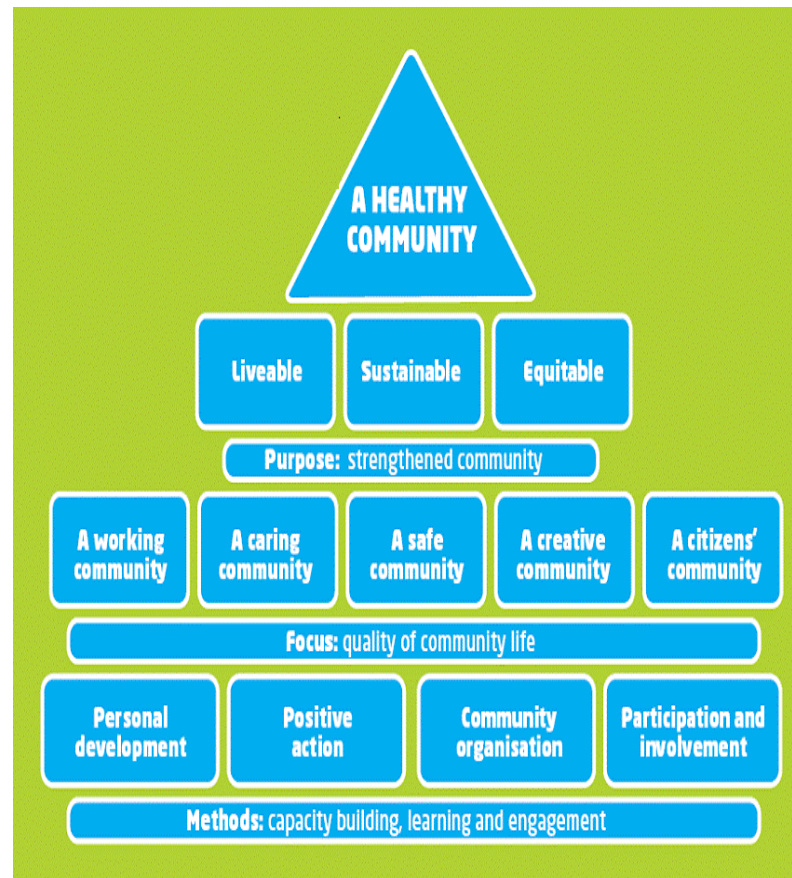 A HEALTHY
COMMUNITY
Liveable
Sustainable
Equitable
Purpose: strengthened community
A working
community
A caring
community
A safe
community
A creative
community
A citizens’
community
Focus: quality of community life
Personal
development
Positive
action
Community
organisation
Participation and
involvement
Methods: capacity building, learning and engagement